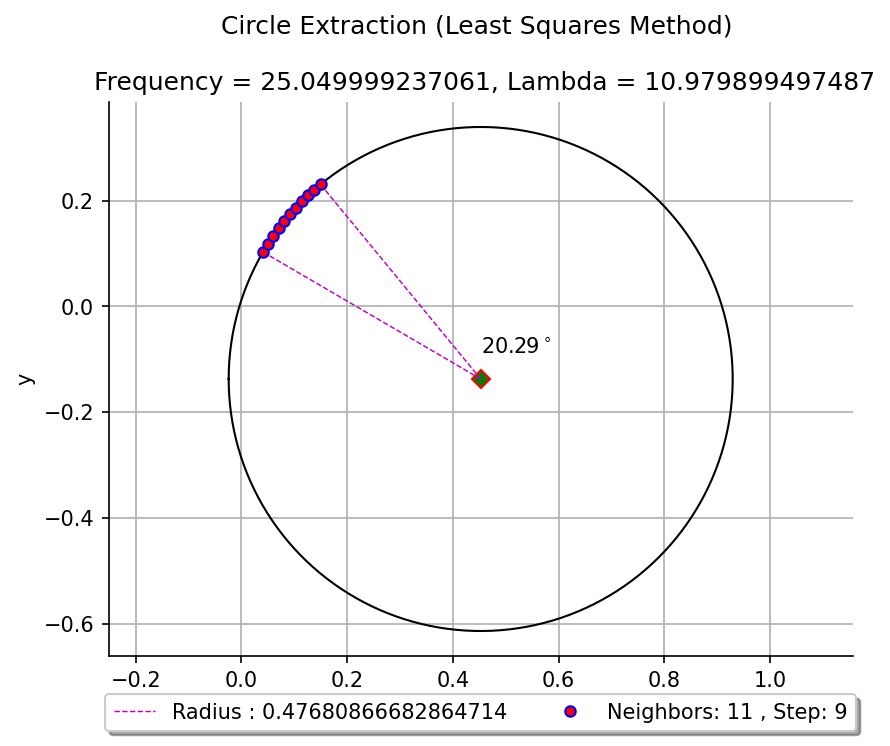 Circle Extraction (Least Squares Method)
Frequency = 25.049999237061, Lambda = 10.979899497487
0.2
0.0
−0.2
−0.4
−0.6
y
20.29°
−0.2 0.0 0.2 0.4 0.6 0.8 1.0
Radius : 0.47680866682864714
Neighbors: 11 , Step: 9